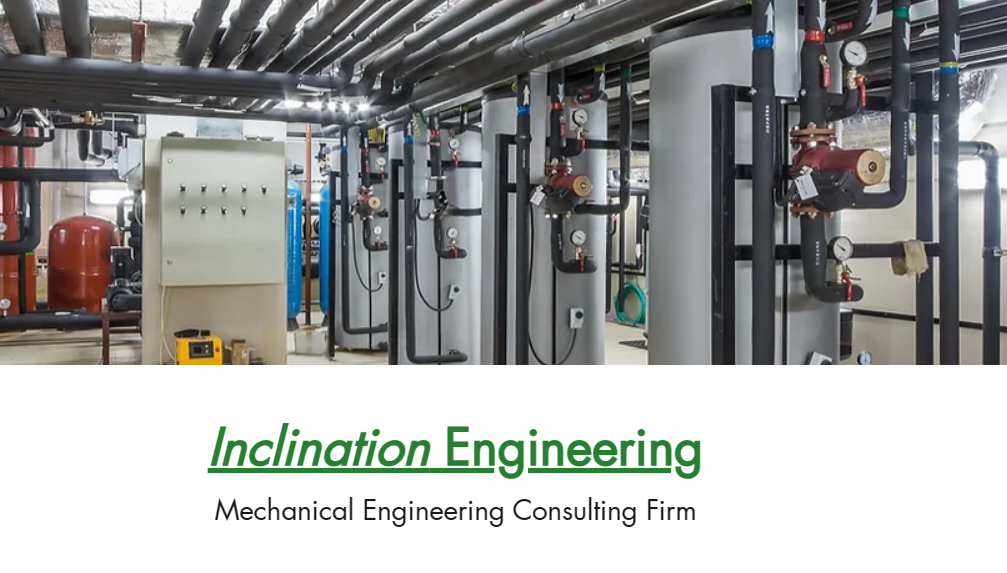 Inclination Engineering
Mechanical Engineering Consulting Firm